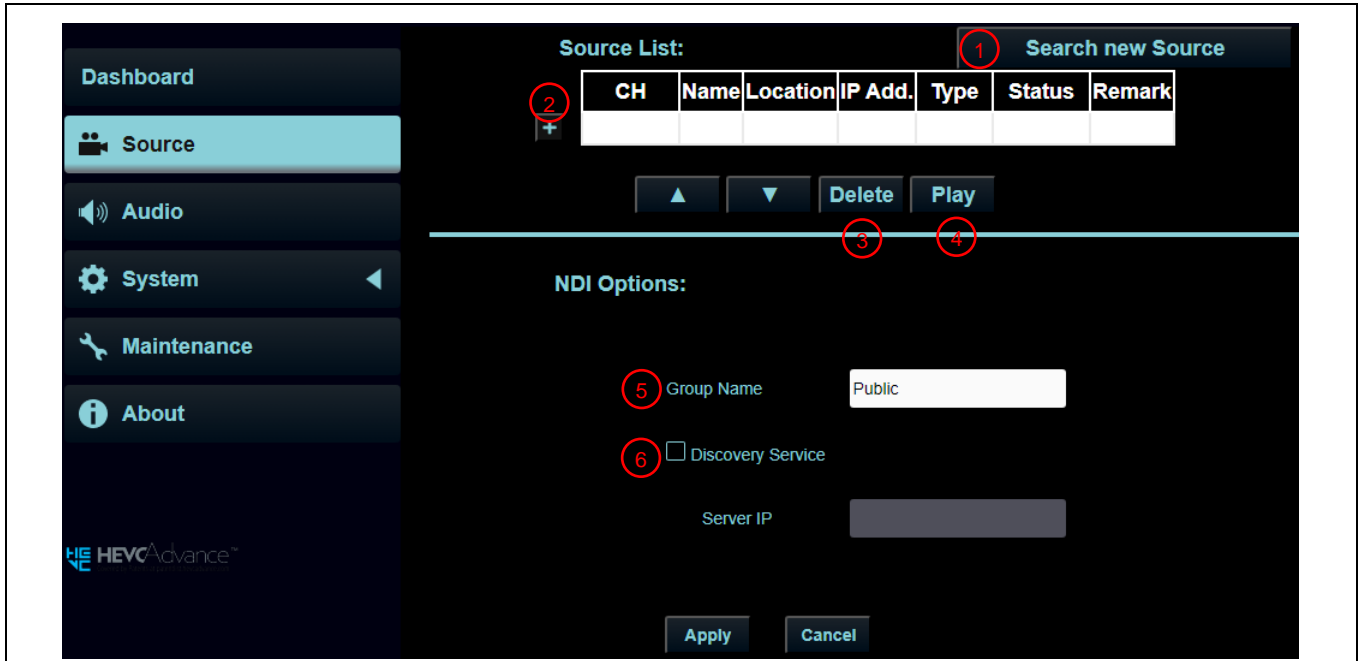 Dashboard
Source
Audio
System
Maintenance
About
HEVCAdvance™
Source List:
1 Search new Source
2
CH Name Location IP Add. Type Status Remark
+
▲ ▼ Delete Play
3 4
NDI Options:
5 Group Name Public
6 Discovery Service
Server IP
Apply Cancel